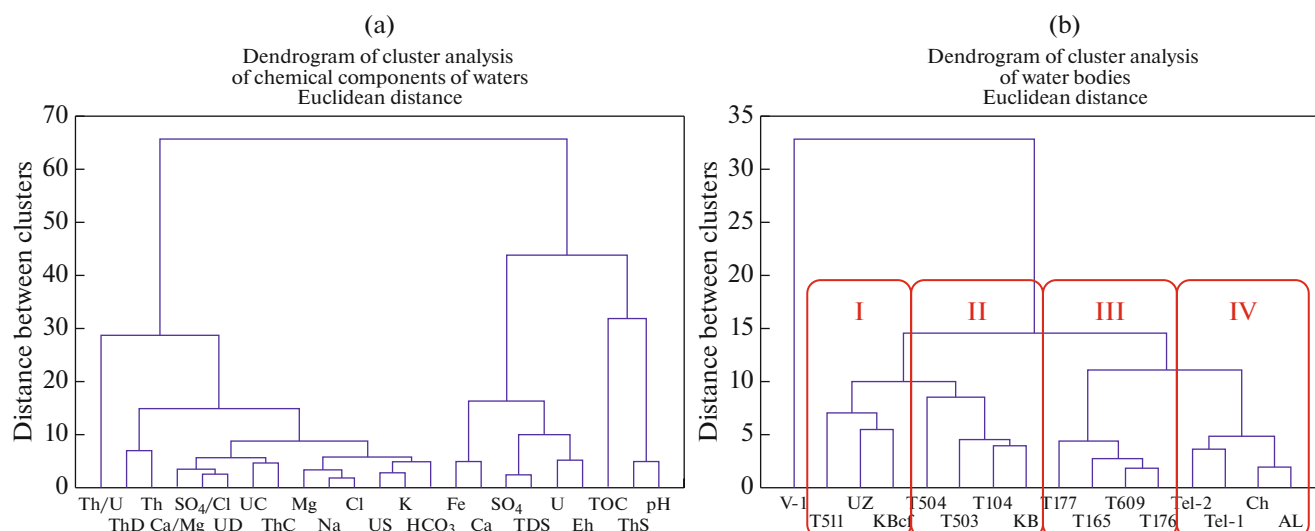 (a)
Dendrogram of cluster analysis
of chemical components of waters
Euclidean distance
Distance between clusters
70
60
50
40
30
20
10
0
Th/U Th SO₄/Cl UC Mg Cl K Fe SO₄ U TOC pH
ThD Ca/Mg UD ThC Na US HCO₃ Ca TDS Eh ThS
(b)
Dendrogram of cluster analysis
of water bodies
Euclidean distance
Distance between clusters
35
30
25
20
15
10
5
0
I II III IV
V-1 UZ T504 T104 T177 T609 Tel-2 Ch
T511 KBcf T503 KB T165 T176 Tel-1 AL